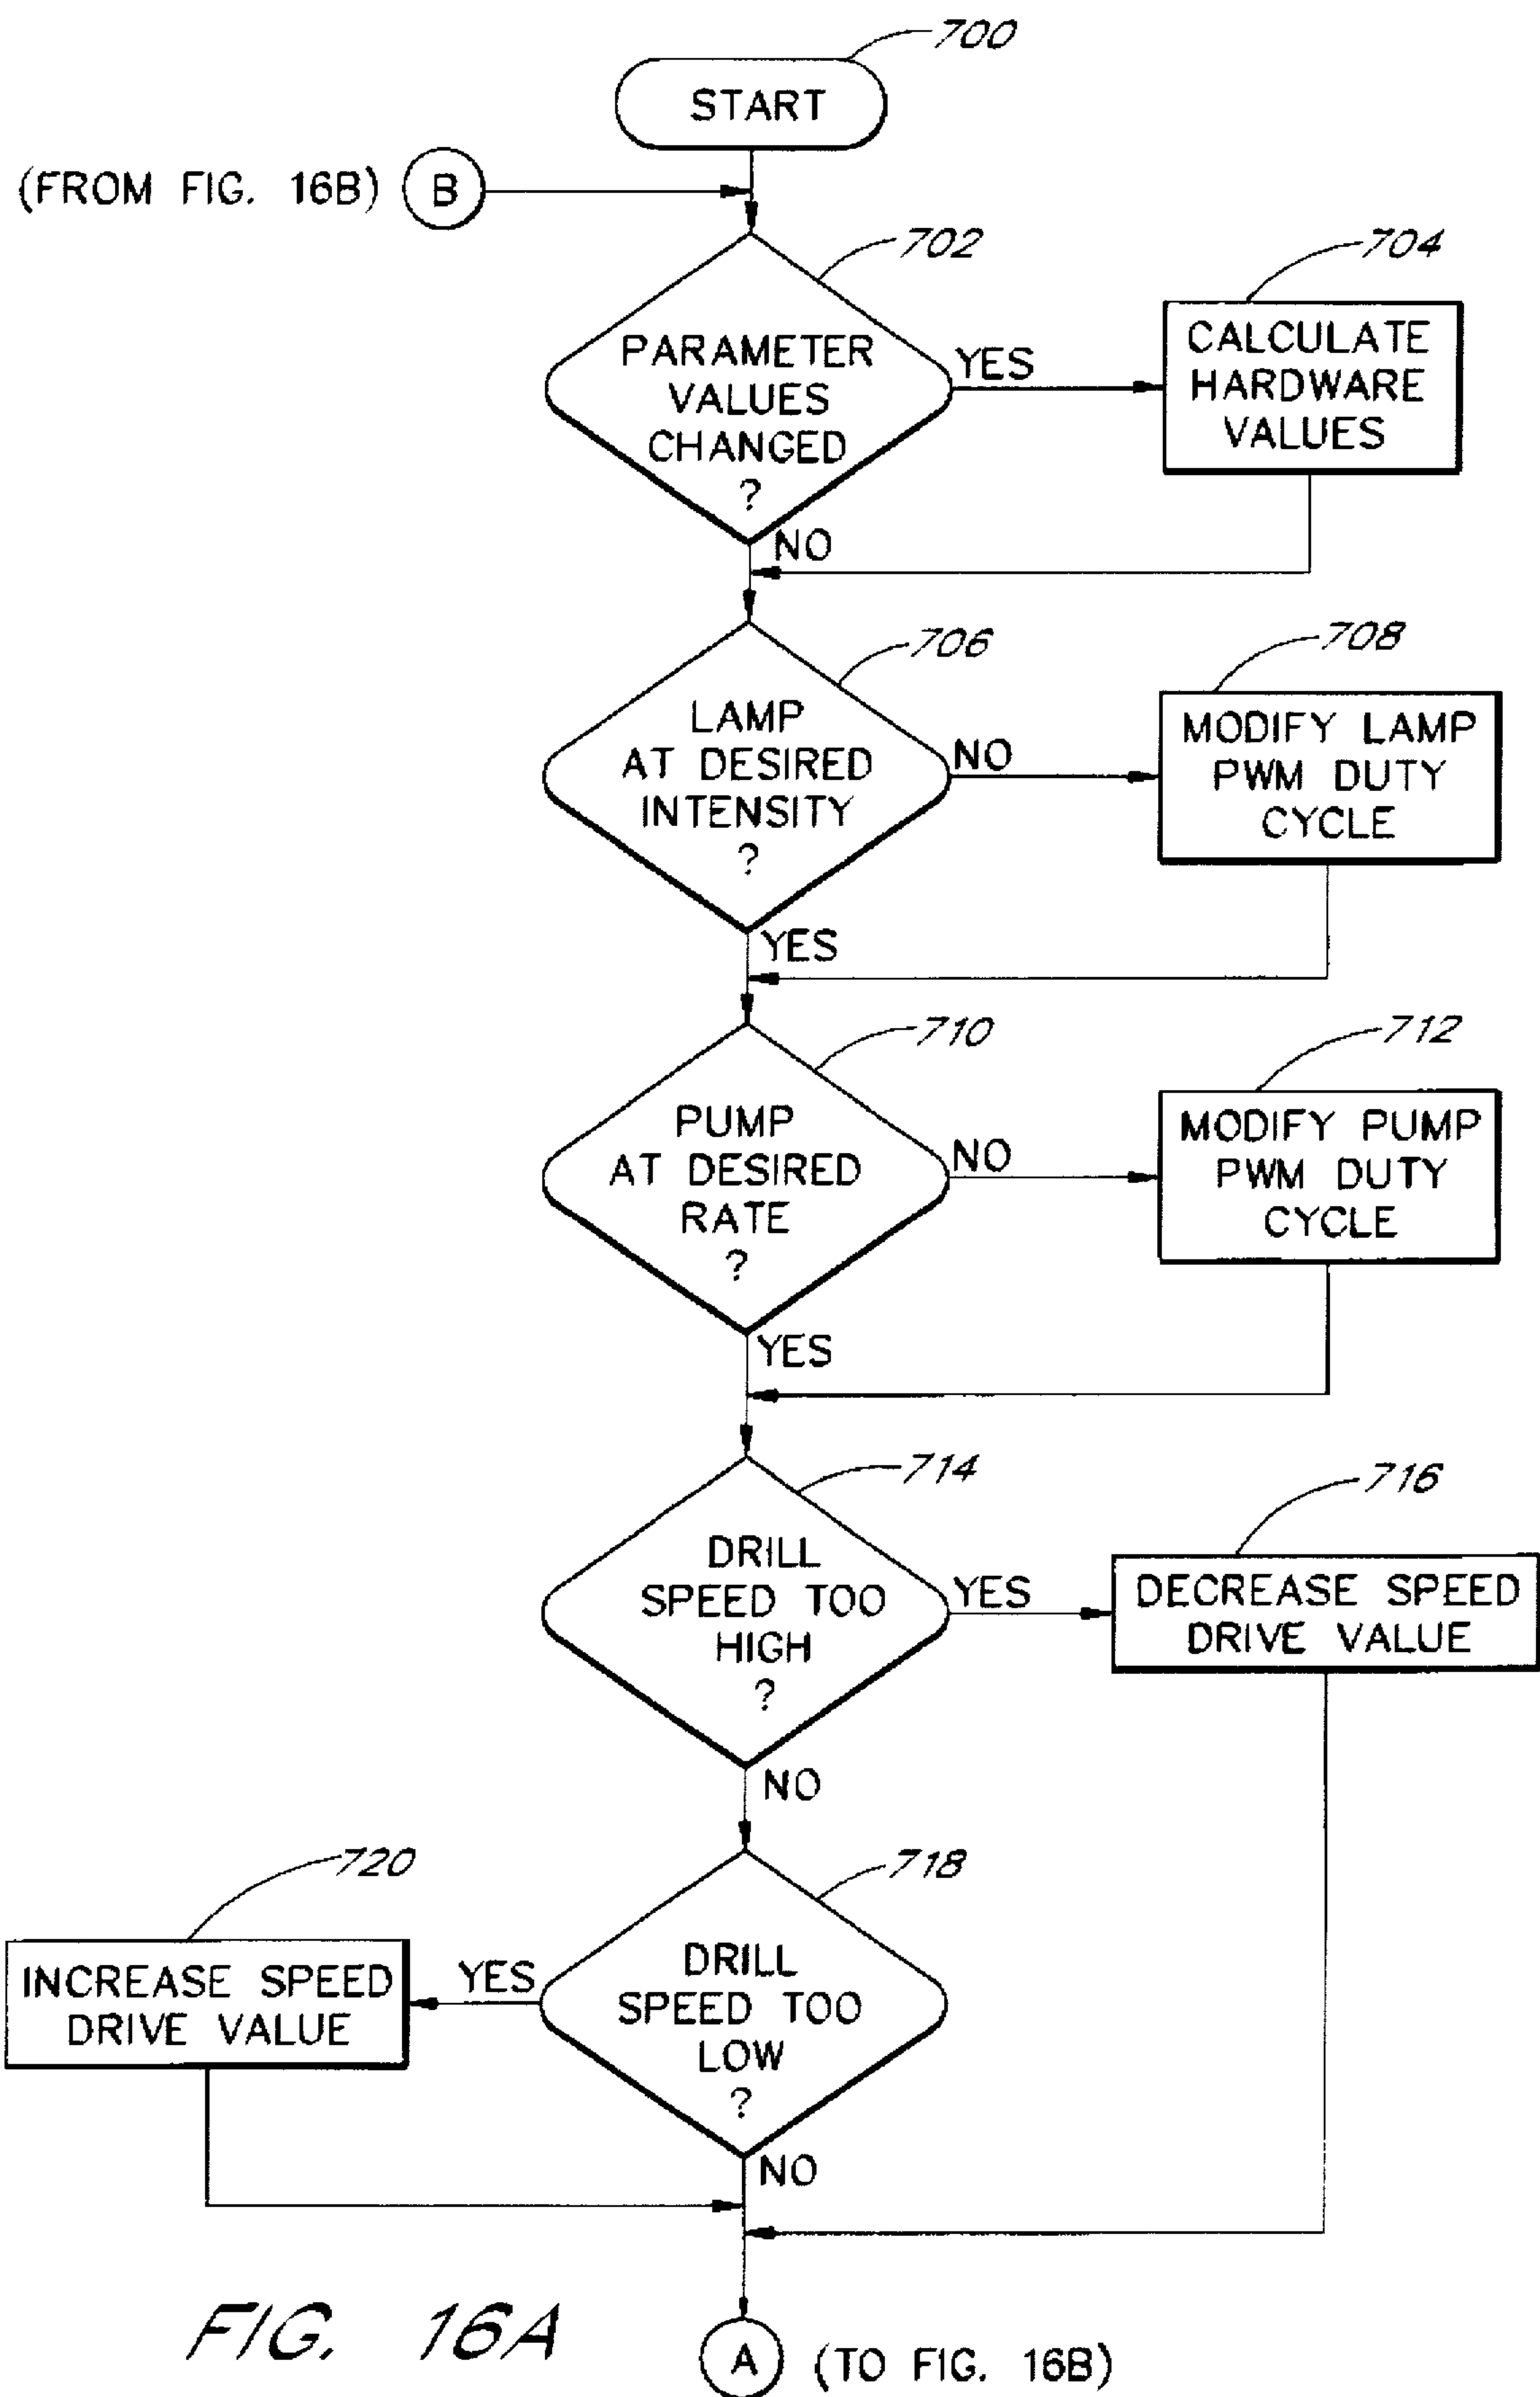 700
START
(FROM FIG. 16B) B
702
704
PARAMETER
VALUES
CHANGED
?
YES
CALCULATE
HARDWARE
VALUES
NO
706
708
LAMP
AT DESIRED
INTENSITY
?
NO
MODIFY LAMP
PWM DUTY
CYCLE
YES
710
712
PUMP
AT DESIRED
RATE
?
NO
MODIFY PUMP
PWM DUTY
CYCLE
YES
714
716
DRILL
SPEED TOO
HIGH
?
YES
DECREASE SPEED
DRIVE VALUE
NO
720
718
INCREASE SPEED
DRIVE VALUE
YES
DRILL
SPEED TOO
LOW
?
NO
FIG. 16A
A (TO FIG. 16B)